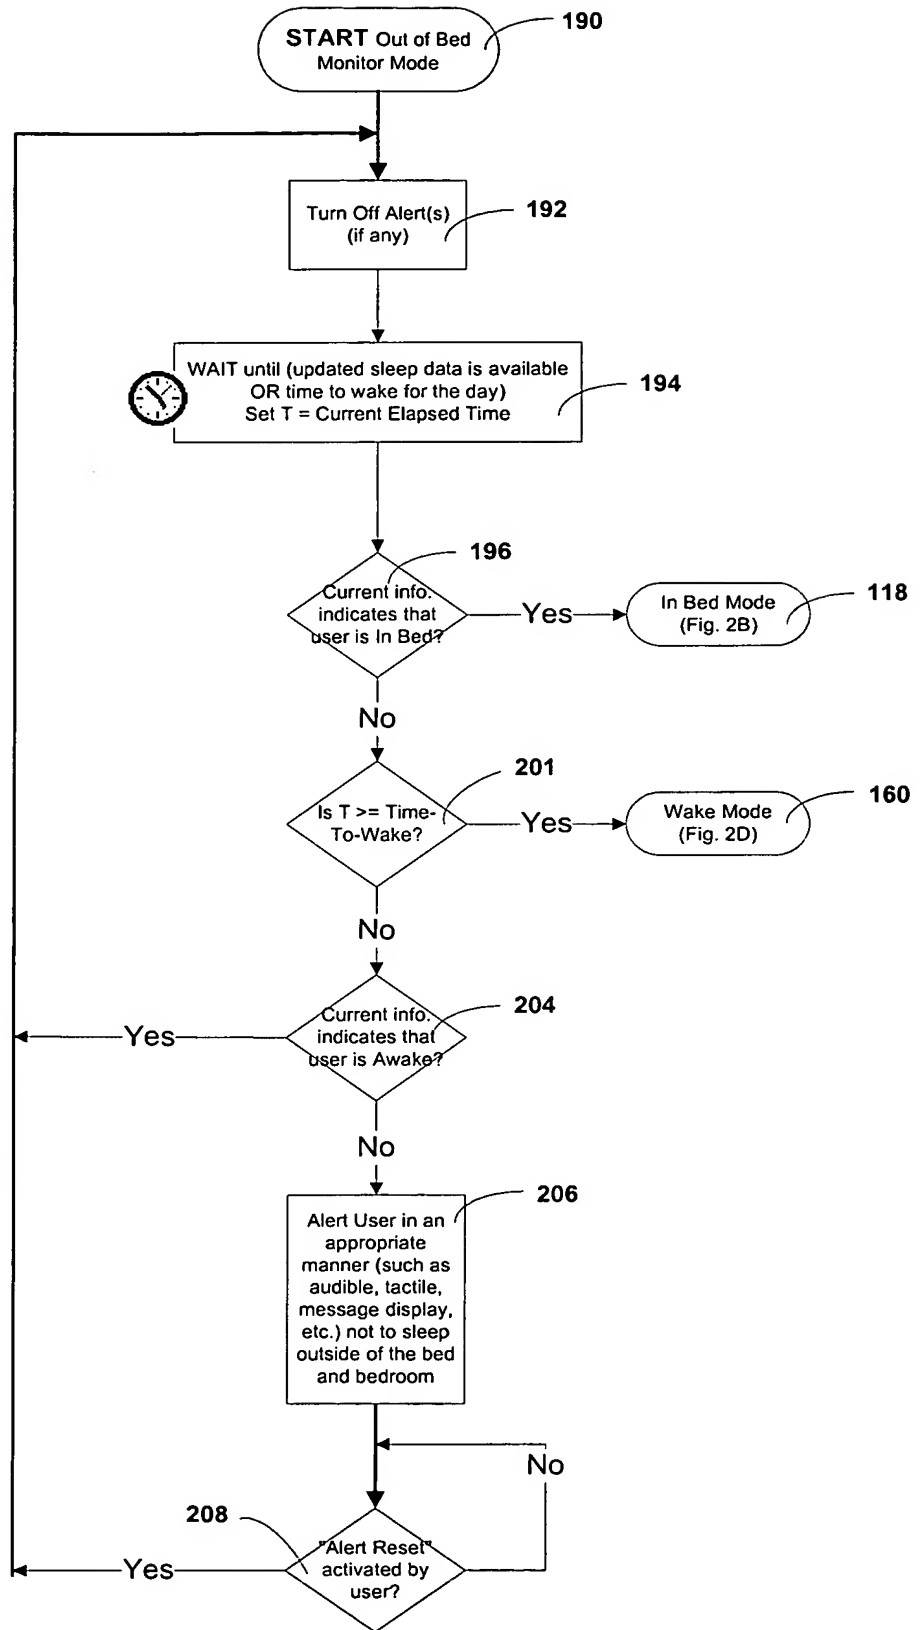 START Out of Bed
Monitor Mode
190
Turn Off Alert(s)
(if any)
192
WAIT until (updated sleep data is available
OR time to wake for the day)
Set T = Current Elapsed Time
194
196
Current info.
indicates that
user is In Bed?
Yes
In Bed Mode
(Fig. 2B)
118
No
201
Is T >= Time-
To-Wake?
Yes
Wake Mode
(Fig. 2D)
160
No
204
Current info.
indicates that
user is Awake?
Yes
No
206
Alert User in an
appropriate
manner (such as
audible, tactile,
message display,
etc.) not to sleep
outside of the bed
and bedroom
No
208
"Alert Reset"
activated by
user?
Yes